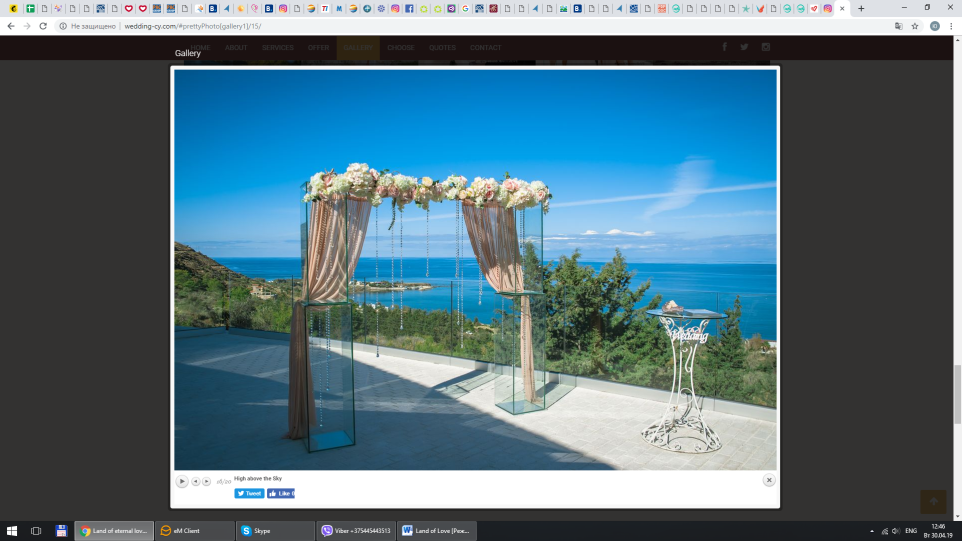 Не защищено | wedding-cy.com/#prettyPhoto[gallery1]/15/
HOME ABOUT SERVICES OFFER GALLERY CHOOSE QUOTES CONTACT
Gallery
Wedding
16/20 High above the Sky
Tweet Like 0
Land of eternal lov... eM Client Skype Viber +375445443513 Land of Love [Реж... ENG
12:46
Вт 30.04.19